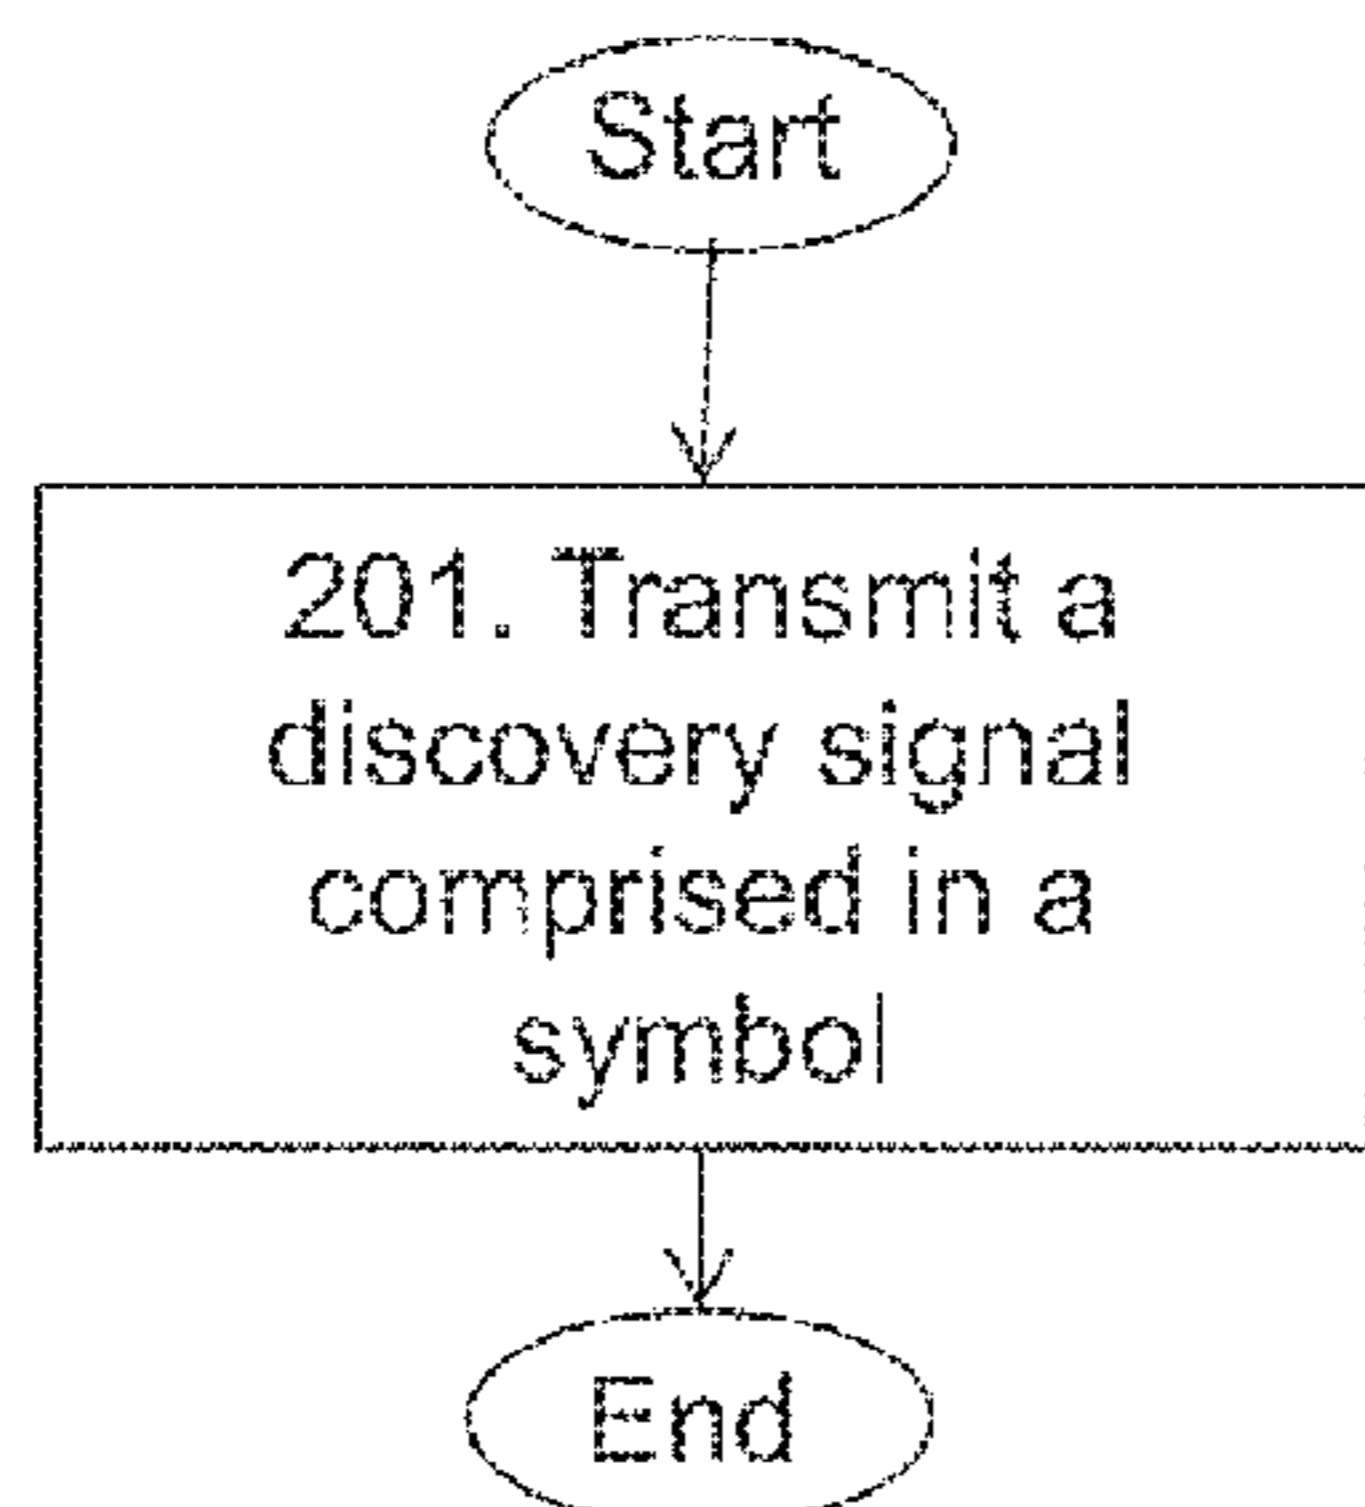 Start
201. Transmit a
discovery signal
comprised in a
symbol
End